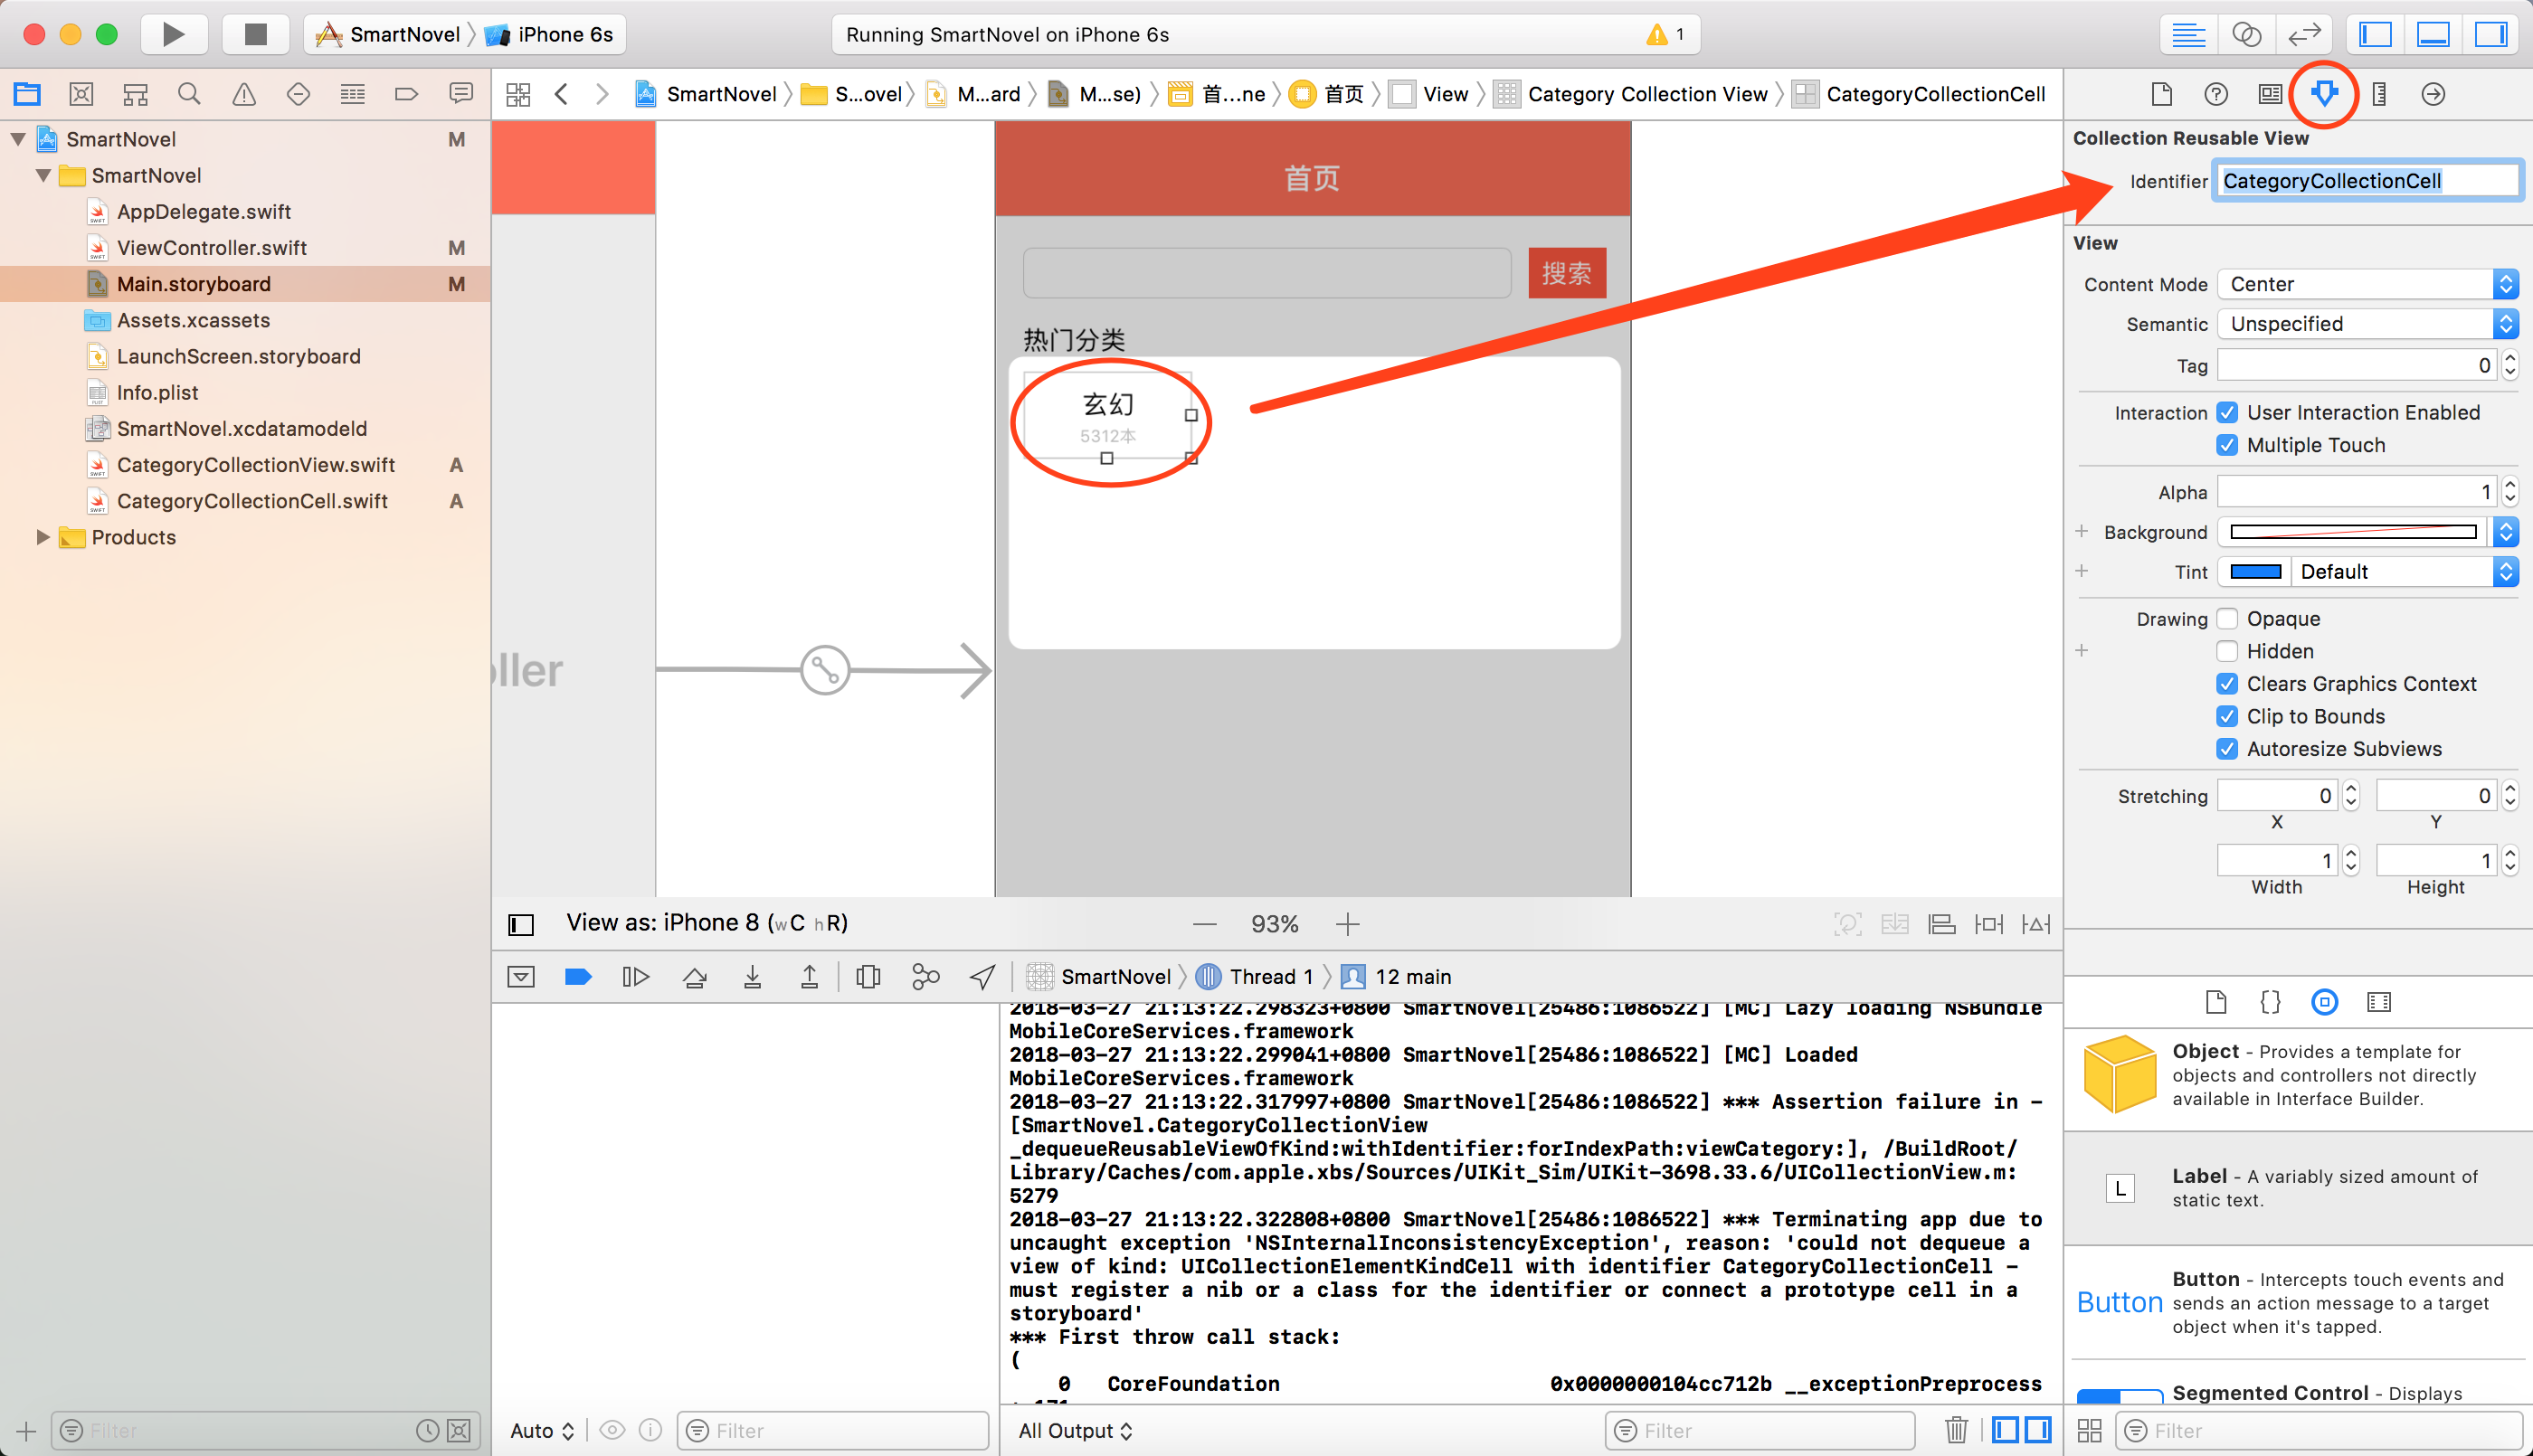 SmartNovel
iPhone 6s
Running SmartNovel on iPhone 6s
1
SmartNovel
S...ovel
M...ard
M...se)
首...ne
首页
View
Category Collection View
CategoryCollectionCell
SmartNovel M
SmartNovel
AppDelegate.swift
ViewController.swift M
Main.storyboard M
Assets.xcassets
LaunchScreen.storyboard
Info.plist
SmartNovel.xcdatamodeld
CategoryCollectionView.swift A
CategoryCollectionCell.swift A
Products
Filter
首页
搜索
热门分类
玄幻
5312本
ller
View as: iPhone 8 (wC hR)
93%
SmartNovel
Thread 1
12 main
2018-03-27 21:13:22.298323+0800 SmartNovel[25486:1086522] [MC] Lazy loading NSBundle
MobileCoreServices.framework
2018-03-27 21:13:22.299041+0800 SmartNovel[25486:1086522] [MC] Loaded
MobileCoreServices.framework
2018-03-27 21:13:22.317997+0800 SmartNovel[25486:1086522] *** Assertion failure in -
[SmartNovel.CategoryCollectionView
_dequeueReusableViewOfKind:withIdentifier:forIndexPath:viewCategory:], /BuildRoot/
Library/Caches/com.apple.xbs/Sources/UIKit_Sim/UIKit-3698.33.6/UICollectionView.m:
5279
2018-03-27 21:13:22.322808+0800 SmartNovel[25486:1086522] *** Terminating app due to
uncaught exception 'NSInternalInconsistencyException', reason: 'could not dequeue a
view of kind: UICollectionElementKindCell with identifier CategoryCollectionCell -
must register a nib or a class for the identifier or connect a prototype cell in a
storyboard'
*** First throw call stack:
(
0 CoreFoundation 0x0000000104cc712b __exceptionPreprocess
Auto
Filter
All Output
Filter
Collection Reusable View
Identifier CategoryCollectionCell
View
Content Mode Center
Semantic Unspecified
Tag 0
Interaction User Interaction Enabled
Multiple Touch
Alpha 1
Background
Tint Default
Drawing Opaque
Hidden
Clears Graphics Context
Clip to Bounds
Autoresize Subviews
Stretching 0 0
X Y
1 1
Width Height
Object - Provides a template for
objects and controllers not directly
available in Interface Builder.
L
Label - A variably sized amount of
static text.
Button
Button - Intercepts touch events and
sends an action message to a target
object when it's tapped.
Segmented Control - Displays
Filter